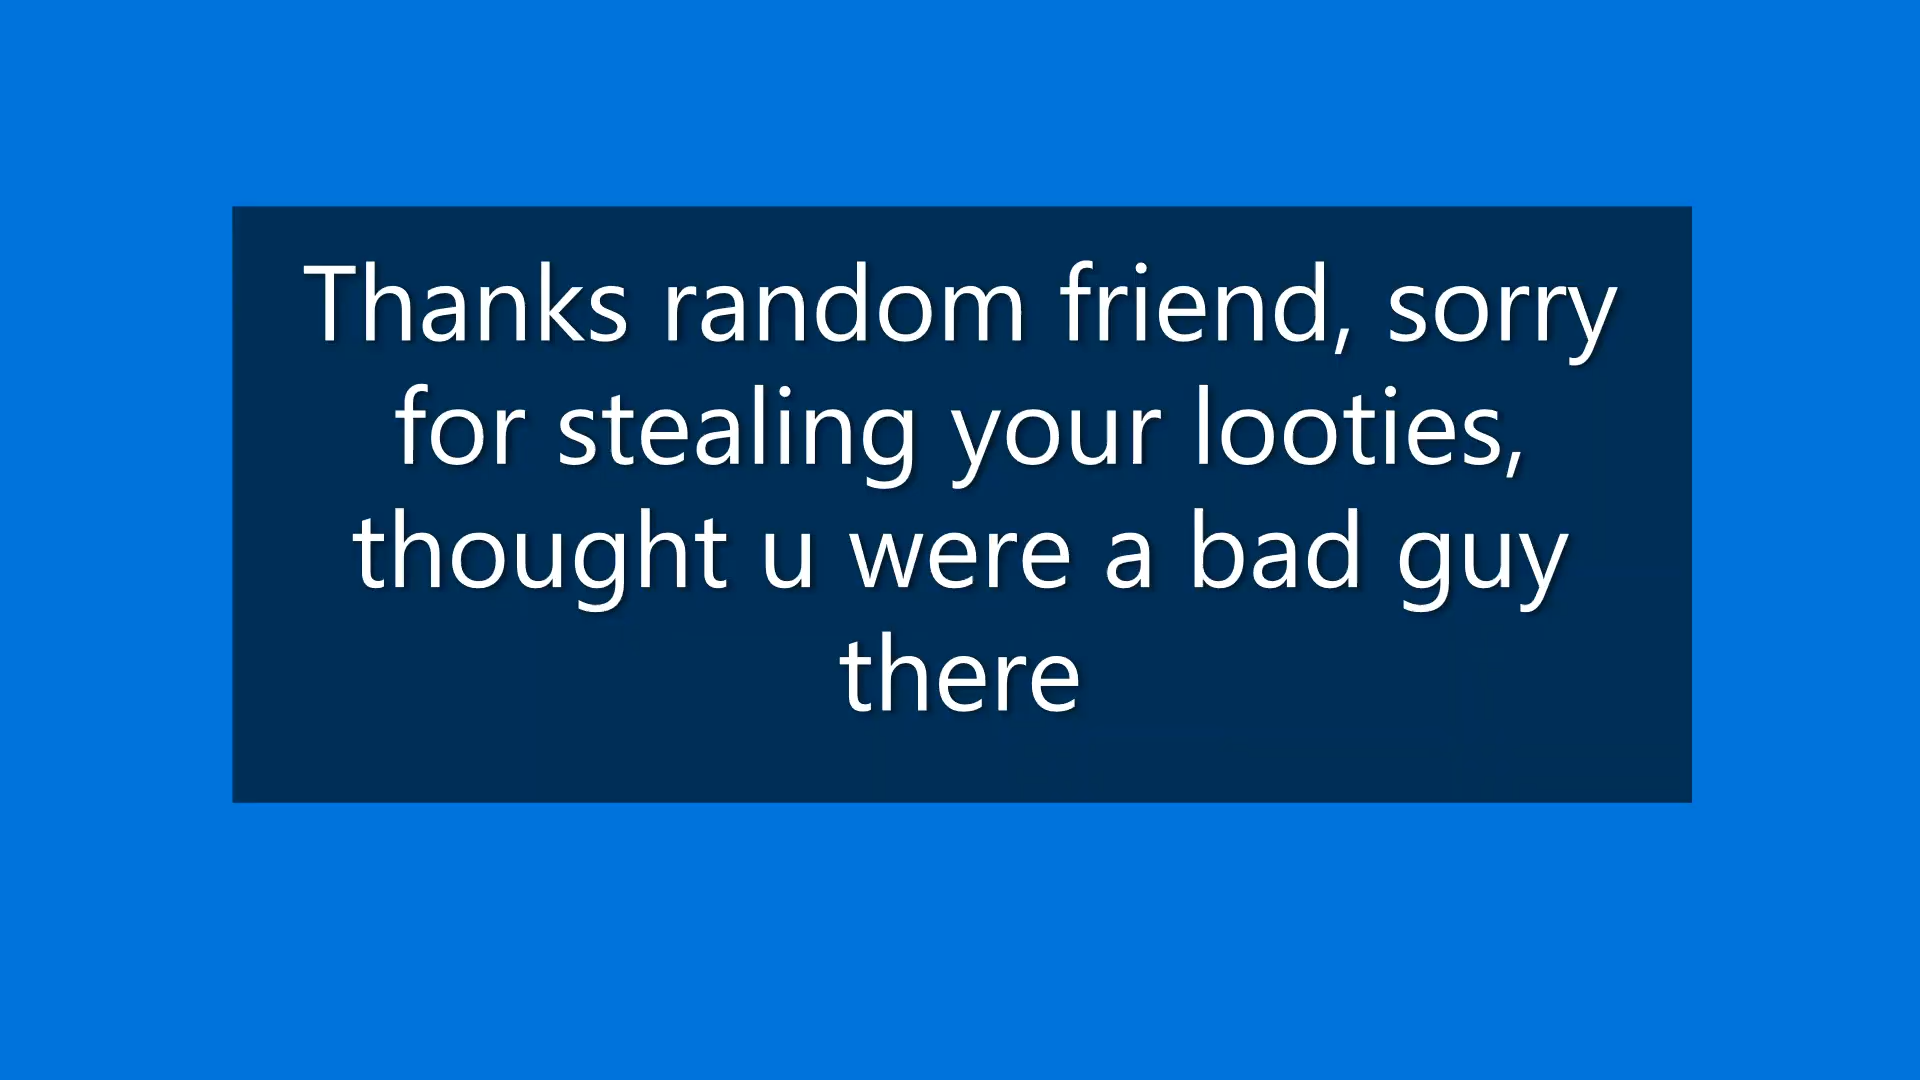 Thanks random friend, sorry
for stealing your looties,
thought u were a bad guy
there